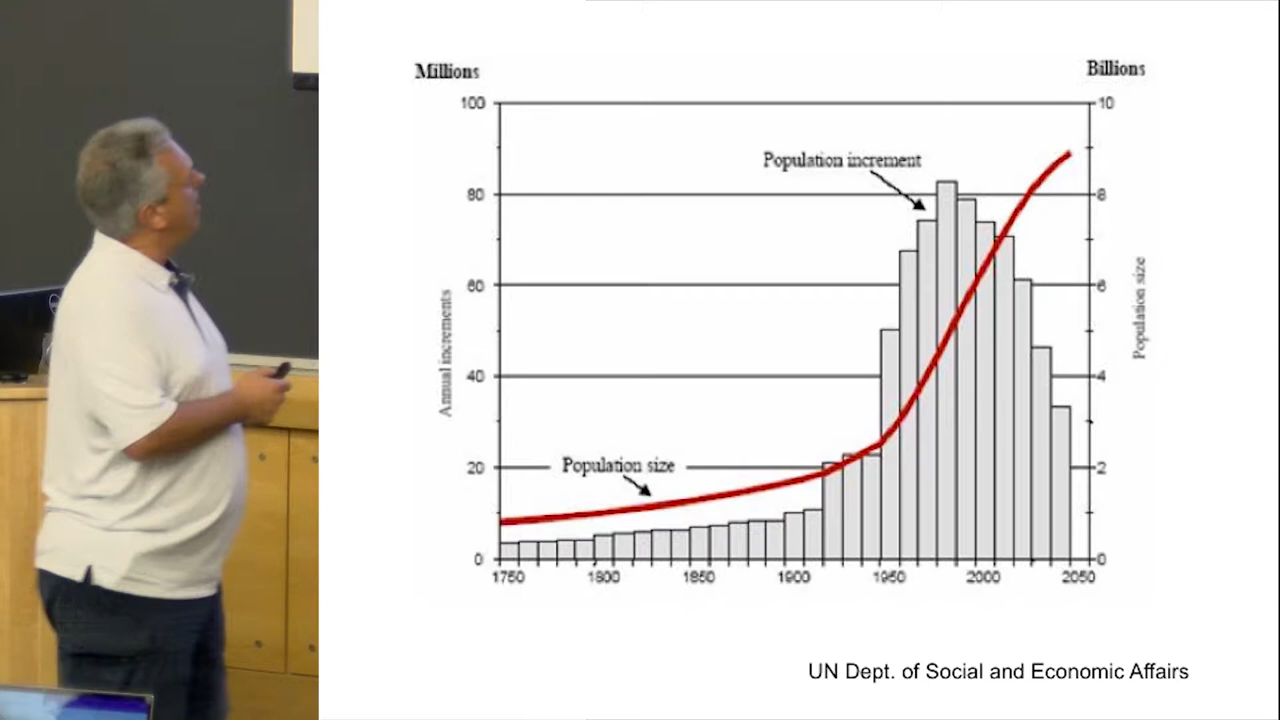 Millions
Billions
100
10
Population increment
80
8
60
6
Annual increments
Population size
40
4
Population size
20
2
0
0
1750
1800
1850
1900
1950
2000
2050
UN Dept. of Social and Economic Affairs